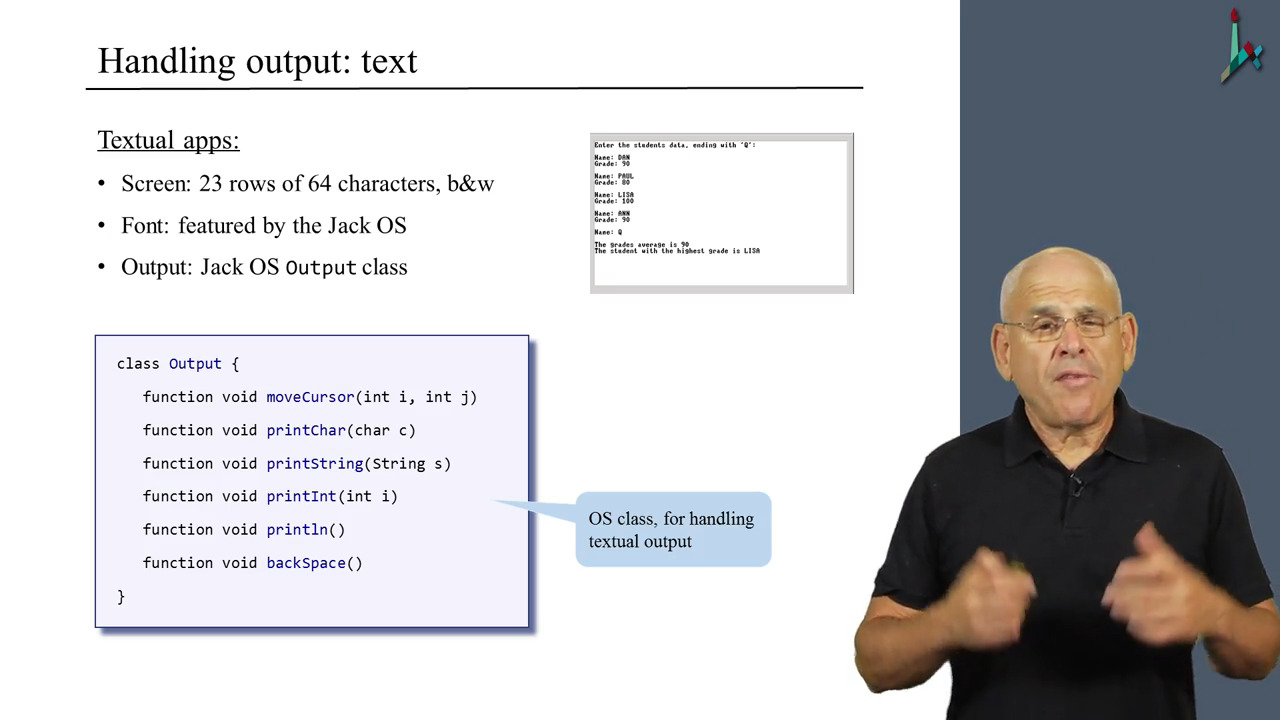 Handling output: text
Textual apps:
• Screen: 23 rows of 64 characters, b&w
• Font: featured by the Jack OS
• Output: Jack OS Output class
Enter the students data, ending with 'Q':
Name: DAN
Grade: 90
Name: PAUL
Grade: 80
Name: LISA
Grade: 100
Name: ANN
Grade: 90
Name: Q
The grades average is 90
The student with the highest grade is LISA
class Output {
function void moveCursor(int i, int j)
function void printChar(char c)
function void printString(String s)
function void printInt(int i)
function void println()
function void backSpace()
}
OS class, for handling
textual output